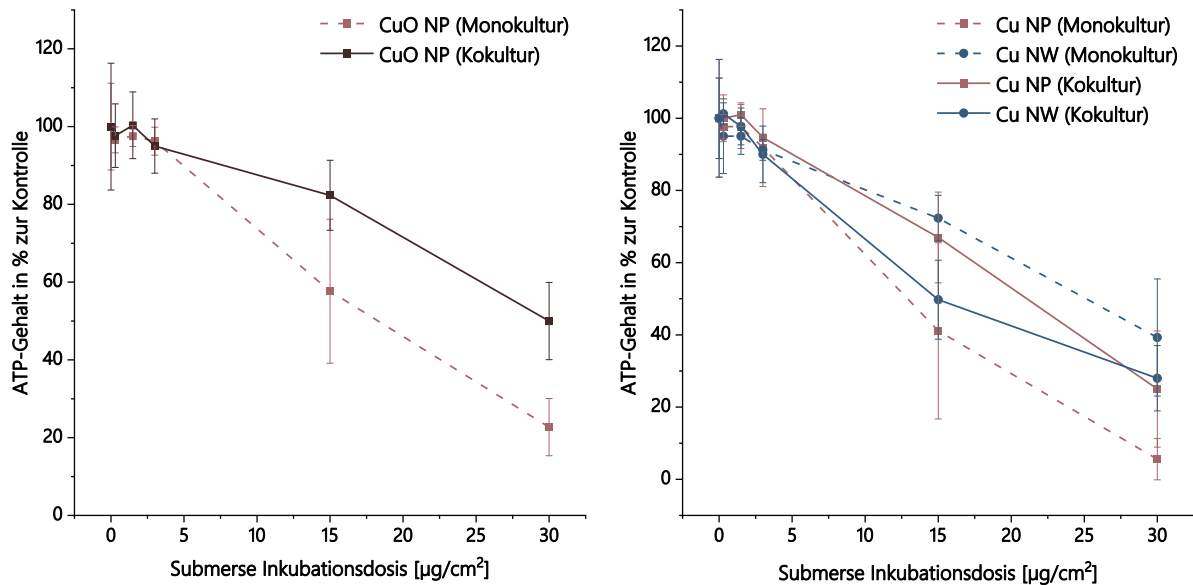 CuO NP (Monokultur)
CuO NP (Kokultur)
120
100
80
60
40
20
0
ATP-Gehalt in % zur Kontrolle
0 5 10 15 20 25 30
Submerse Inkubationsdosis [µg/cm²]
Cu NP (Monokultur)
Cu NW (Monokultur)
Cu NP (Kokultur)
Cu NW (Kokultur)
120
100
80
60
40
20
0
ATP-Gehalt in % zur Kontrolle
0 5 10 15 20 25 30
Submerse Inkubationsdosis [µg/cm²]